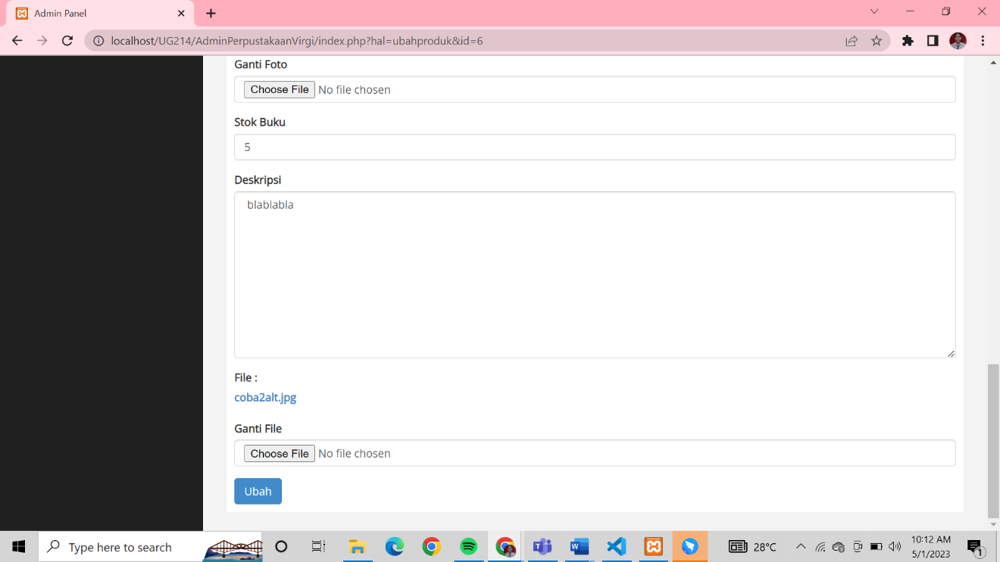 Admin Panel
localhost/UG214/AdminPerpustakaanVirgi/index.php?hal=ubahproduk&id=6
Ganti Foto
Choose File No file chosen
Stok Buku
5
Deskripsi
blablabla
File :
coba2alt.jpg
Ganti File
Choose File No file chosen
Ubah
Type here to search
28°C
10:12 AM
5/1/2023
1